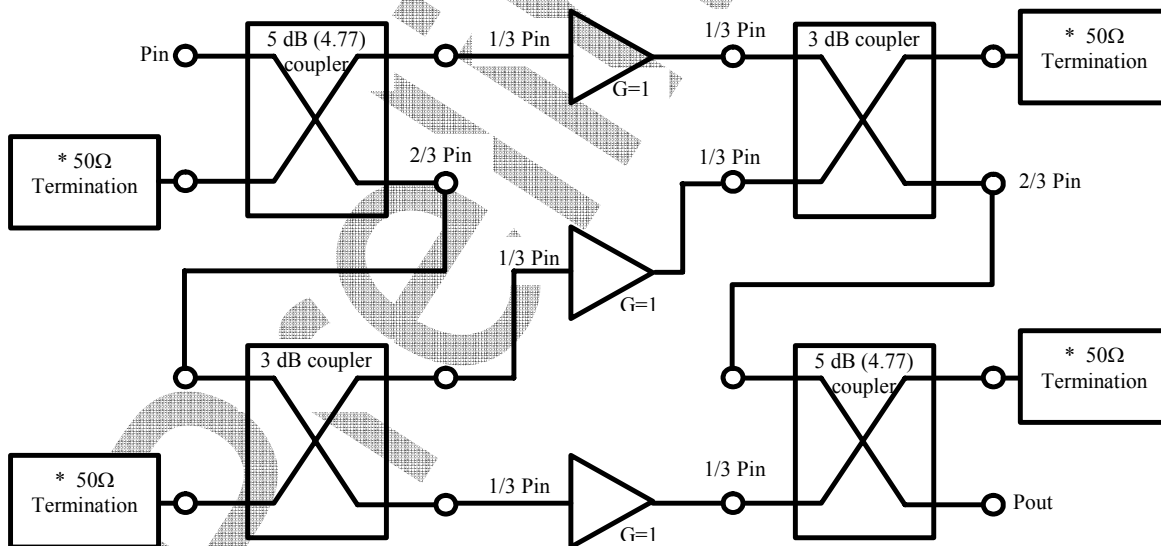 Pin
5 dB (4.77)
coupler
1/3 Pin
G=1
1/3 Pin
3 dB coupler
* 50Ω
Termination
* 50Ω
Termination
2/3 Pin
1/3 Pin
2/3 Pin
1/3 Pin
G=1
3 dB coupler
5 dB (4.77)
coupler
* 50Ω
Termination
* 50Ω
Termination
1/3 Pin
G=1
1/3 Pin
Pout